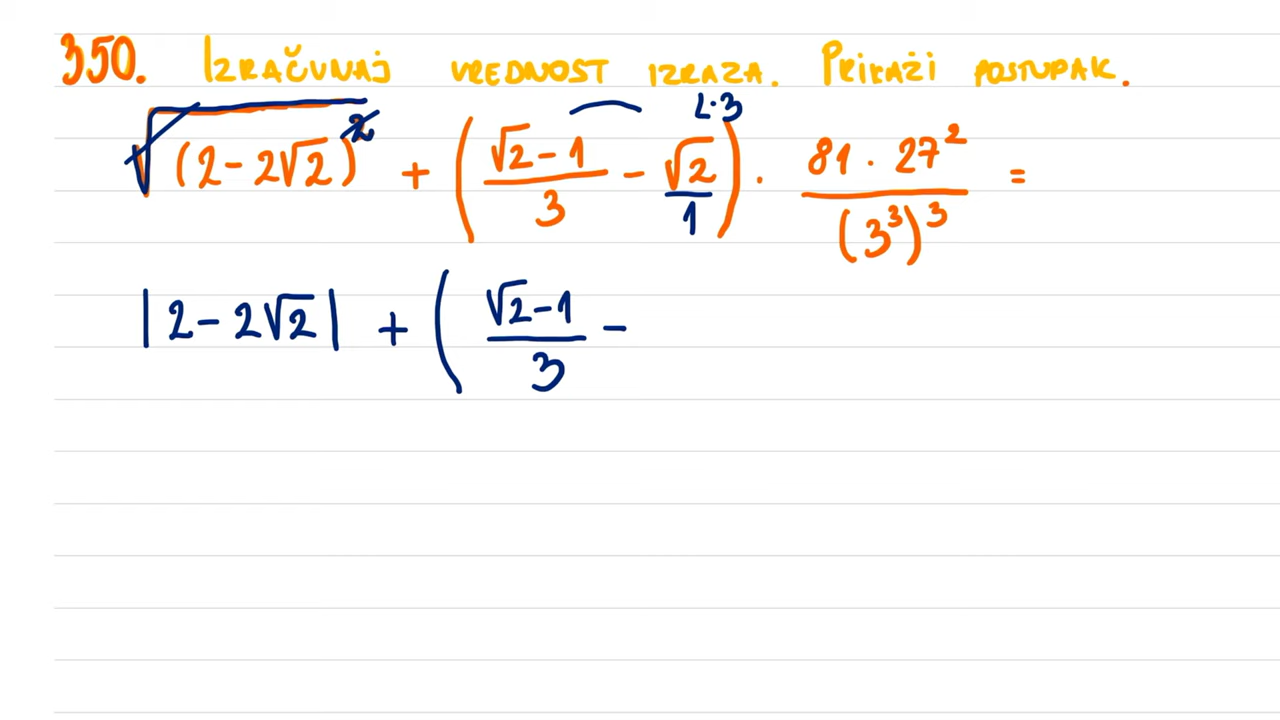 350. IZRAČUNAJ VREDNOST IZRAZA. PRIKAŽI POSTUPAK.
√(2-2√2)² + ( (√2-1)/3 - √2/1 ) · (81 · 27²)/(3³)³ =
∟·3
|2-2√2| + ( (√2-1)/3 -